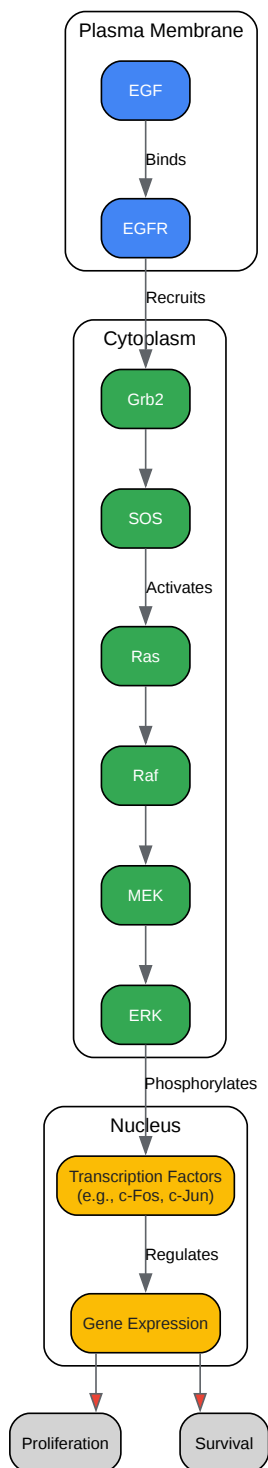 Plasma Membrane
EGF
Binds
EGFR
Recruits
Cytoplasm
Grb2
SOS
Activates
Ras
Raf
MEK
ERK
Phosphorylates
Nucleus
Transcription Factors
(e.g., c-Fos, c-Jun)
Regulates
Gene Expression
Proliferation
Survival